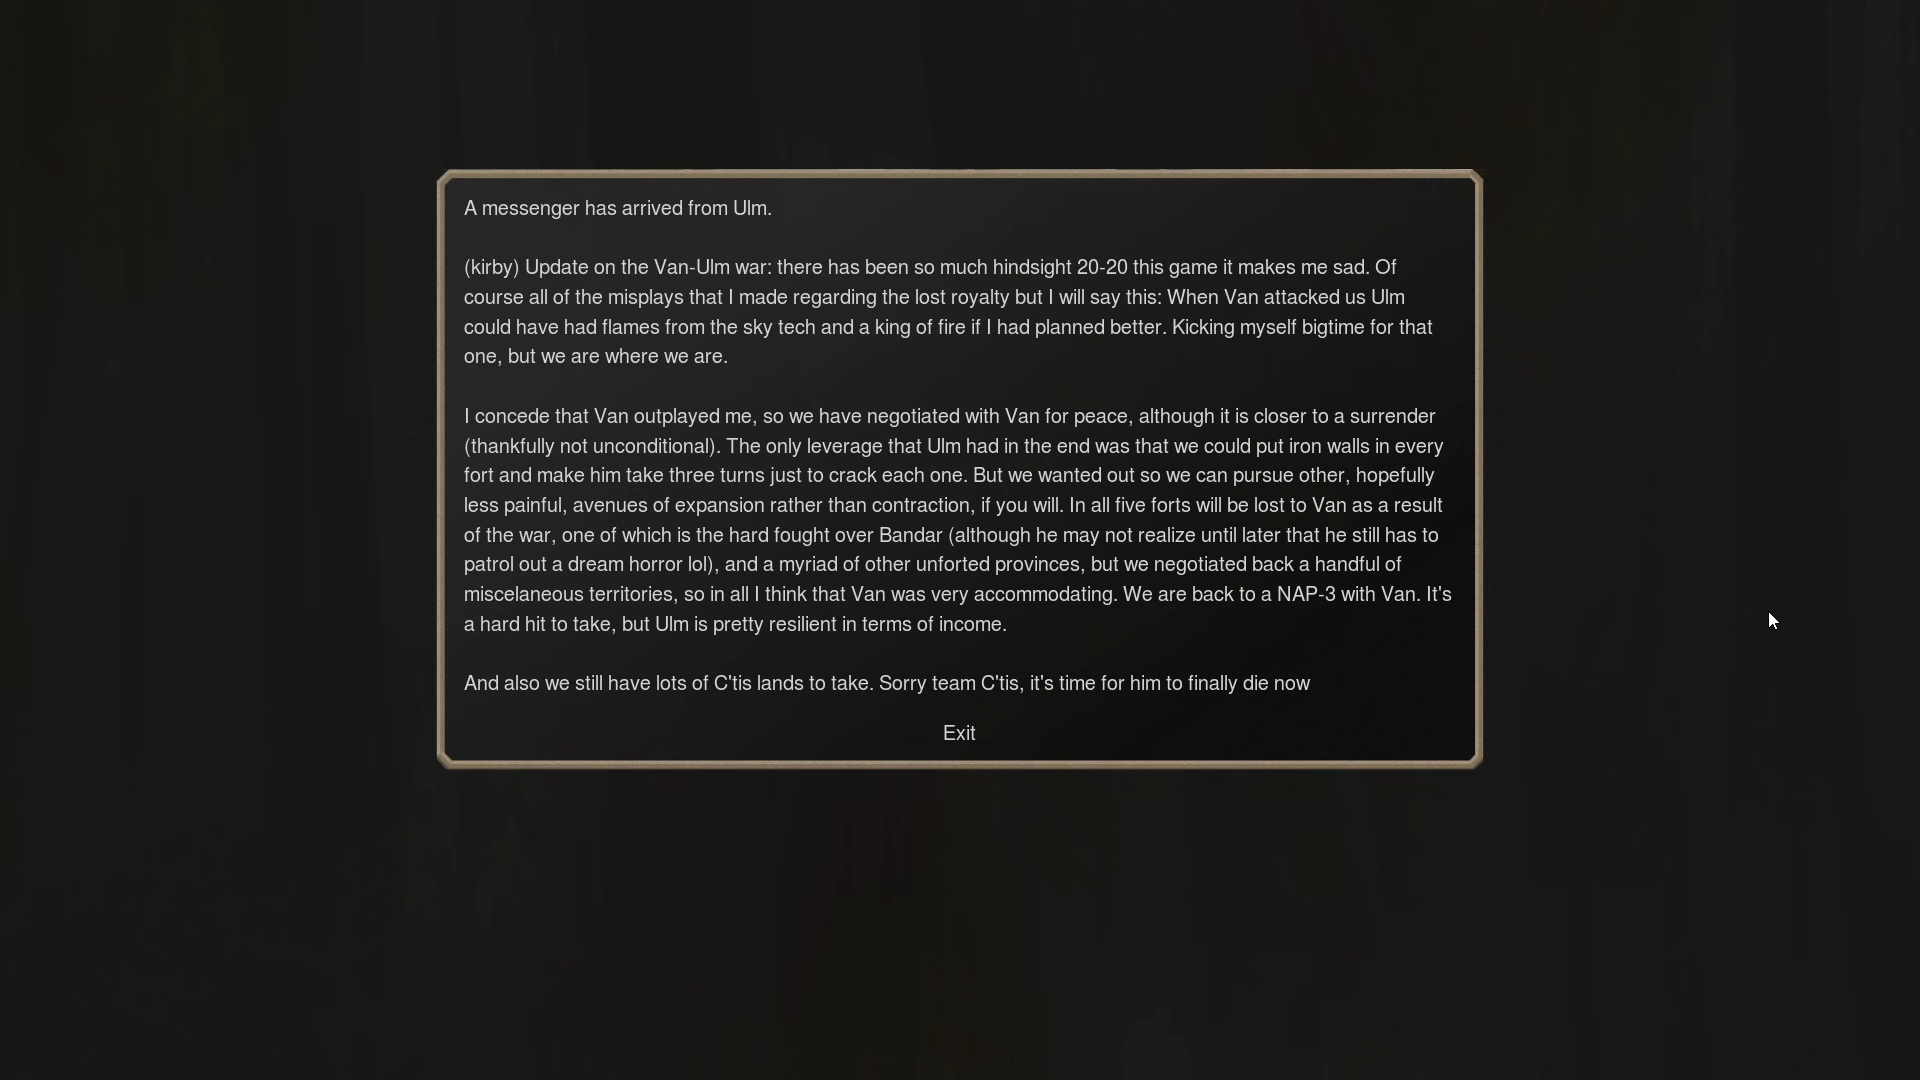 A messenger has arrived from Ulm.
(kirby) Update on the Van-Ulm war: there has been so much hindsight 20-20 this game it makes me sad. Of
course all of the misplays that I made regarding the lost royalty but I will say this: When Van attacked us Ulm
could have had flames from the sky tech and a king of fire if I had planned better. Kicking myself bigtime for that
one, but we are where we are.
I concede that Van outplayed me, so we have negotiated with Van for peace, although it is closer to a surrender
(thankfully not unconditional). The only leverage that Ulm had in the end was that we could put iron walls in every
fort and make him take three turns just to crack each one. But we wanted out so we can pursue other, hopefully
less painful, avenues of expansion rather than contraction, if you will. In all five forts will be lost to Van as a result
of the war, one of which is the hard fought over Bandar (although he may not realize until later that he still has to
patrol out a dream horror lol), and a myriad of other unforted provinces, but we negotiated back a handful of
miscelaneous territories, so in all I think that Van was very accommodating. We are back to a NAP-3 with Van. It's
a hard hit to take, but Ulm is pretty resilient in terms of income.
And also we still have lots of C'tis lands to take. Sorry team C'tis, it's time for him to finally die now
Exit